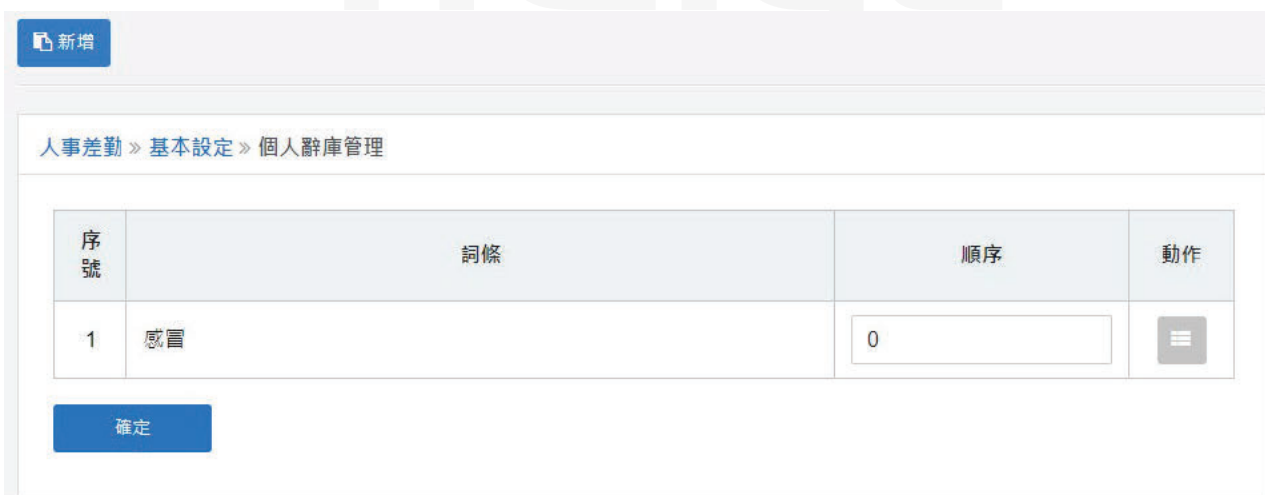 新增
人事差勤 » 基本設定 » 個人辭庫管理
序號 詞條 順序 動作
1 感冒 0
確定